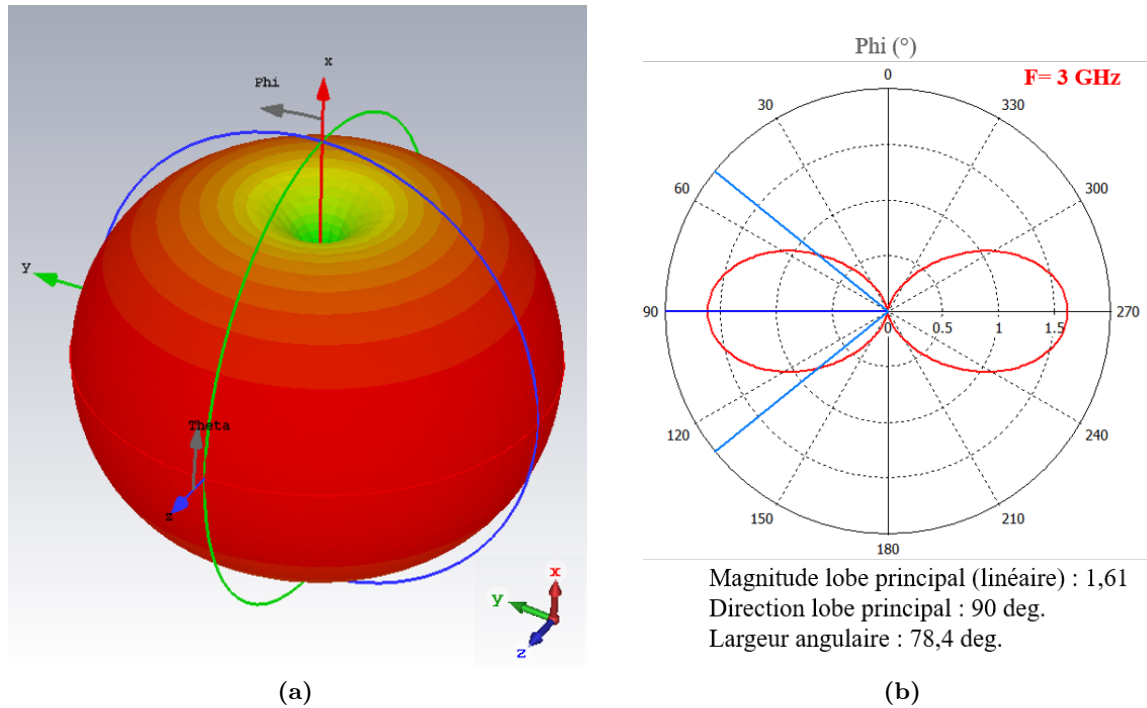 x
Phi
y
Theta
z
x
y
z
(a)
Phi (°)
F= 3 GHz
0
30
330
60
300
90
0
0.5
1
1.5
270
120
240
150
210
180
Magnitude lobe principal (linéaire) : 1,61
Direction lobe principal : 90 deg.
Largeur angulaire : 78,4 deg.
(b)